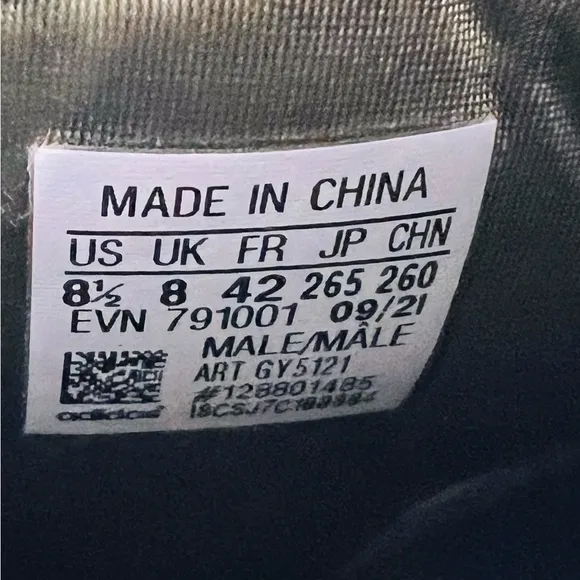 MADE IN CHINA
US UK FR JP CHN
8½ 8 42 265 260
EVN 791001 09/21
MALE/MÂLE
ART GY5121
#128801485
adidas